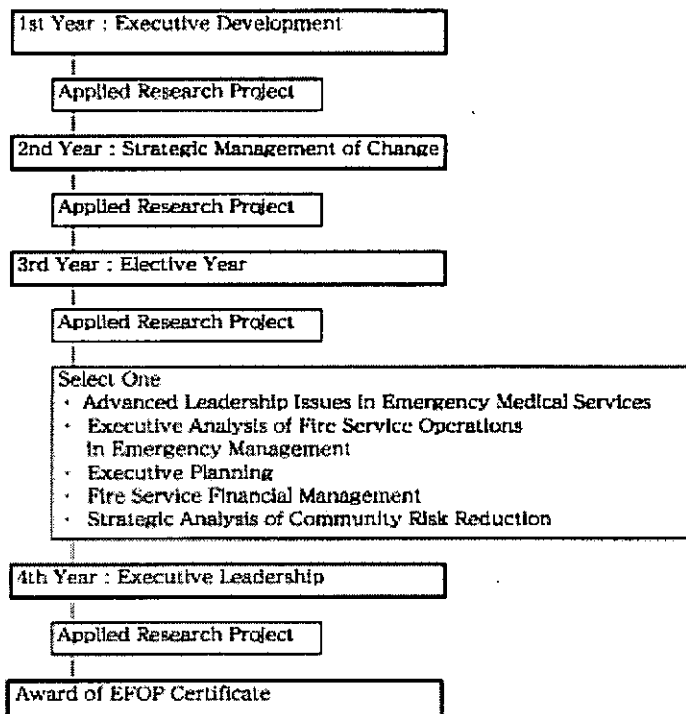 1st Year : Executive Development
Applied Research Project
2nd Year : Strategic Management of Change
Applied Research Project
3rd Year : Elective Year
Applied Research Project
Select One
· Advanced Leadership Issues in Emergency Medical Services
· Executive Analysis of Fire Service Operations
in Emergency Management
· Executive Planning
· Fire Service Financial Management
· Strategic Analysis of Community Risk Reduction
4th Year : Executive Leadership
Applied Research Project
Award of EFOP Certificate